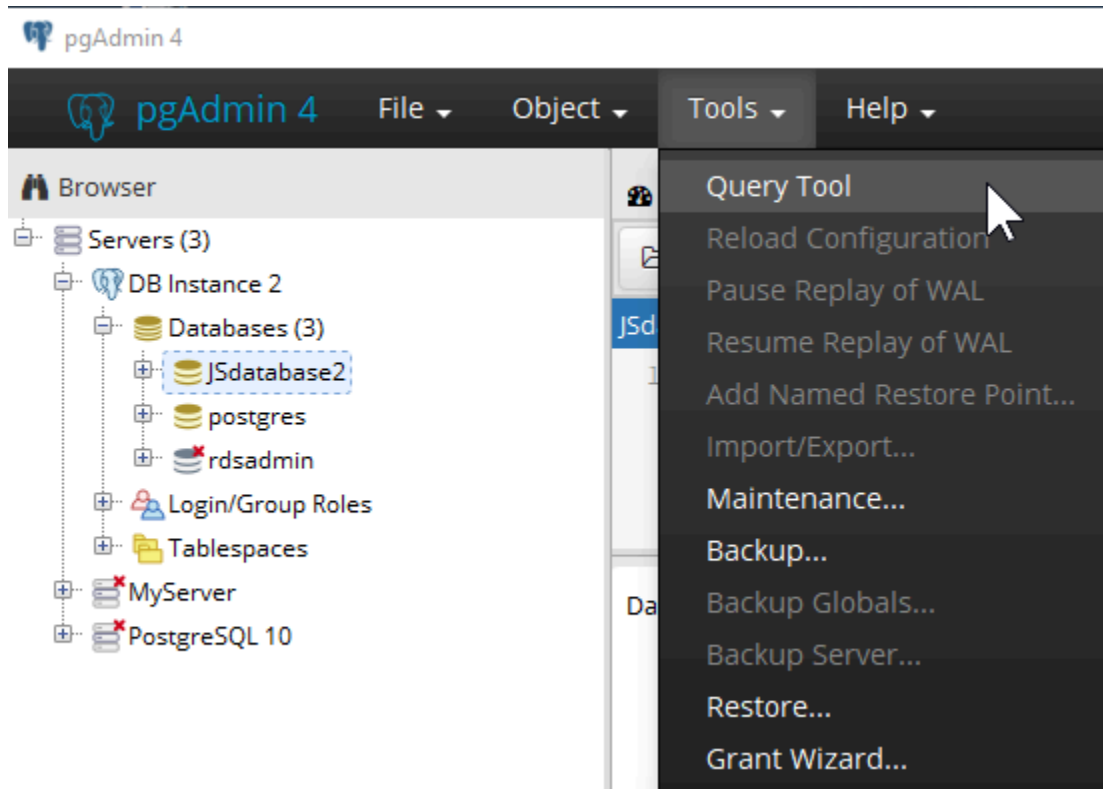 pgAdmin 4
pgAdmin 4 File Object Tools Help
Browser
Servers (3)
DB Instance 2
Databases (3)
JSdatabase2
postgres
rdsadmin
Login/Group Roles
Tablespaces
MyServer
PostgreSQL 10
JSd
1
Da
Query Tool
Reload Configuration
Pause Replay of WAL
Resume Replay of WAL
Add Named Restore Point...
Import/Export...
Maintenance...
Backup...
Backup Globals...
Backup Server...
Restore...
Grant Wizard...